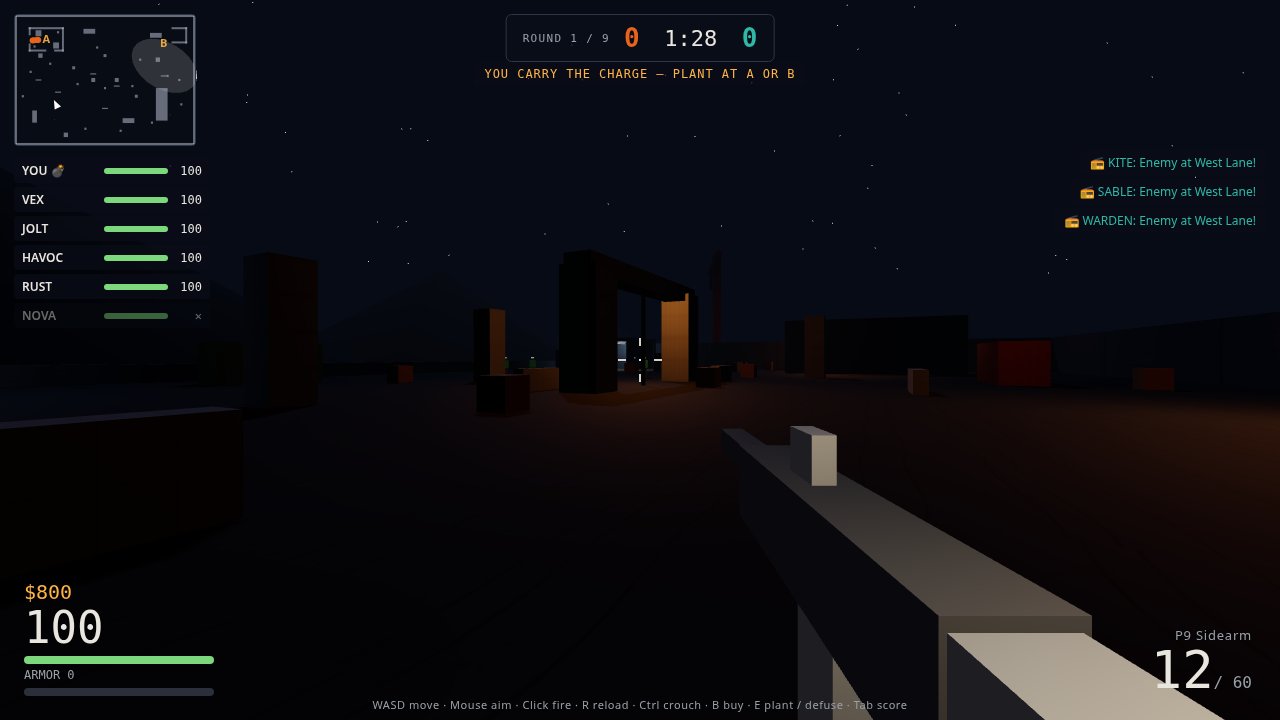 A
B
ROUND 1 / 9 0 1:28 0
YOU CARRY THE CHARGE — PLANT AT A OR B
YOU 💣 100
VEX 100
JOLT 100
HAVOC 100
RUST 100
NOVA ×
📻 KITE: Enemy at West Lane!
📻 SABLE: Enemy at West Lane!
📻 WARDEN: Enemy at West Lane!
$800
100
ARMOR 0
P9 Sidearm
12 / 60
WASD move · Mouse aim · Click fire · R reload · Ctrl crouch · B buy · E plant / defuse · Tab score